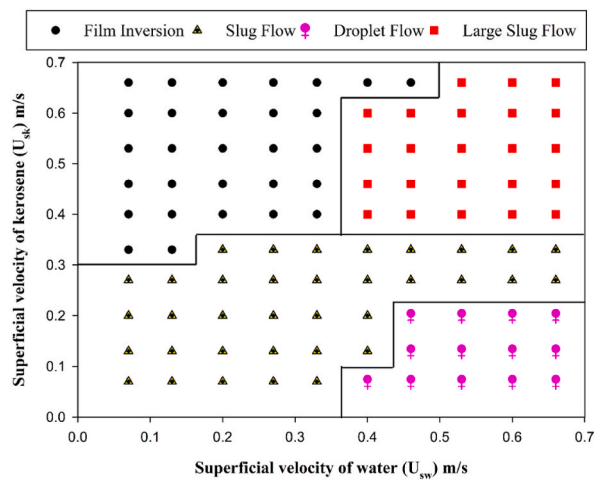 Film Inversion Slug Flow Droplet Flow Large Slug Flow
Superficial velocity of kerosene (Usk) m/s
0.7
0.6
0.5
0.4
0.3
0.2
0.1
0.0
0.0 0.1 0.2 0.3 0.4 0.5 0.6 0.7
Superficial velocity of water (Usw) m/s